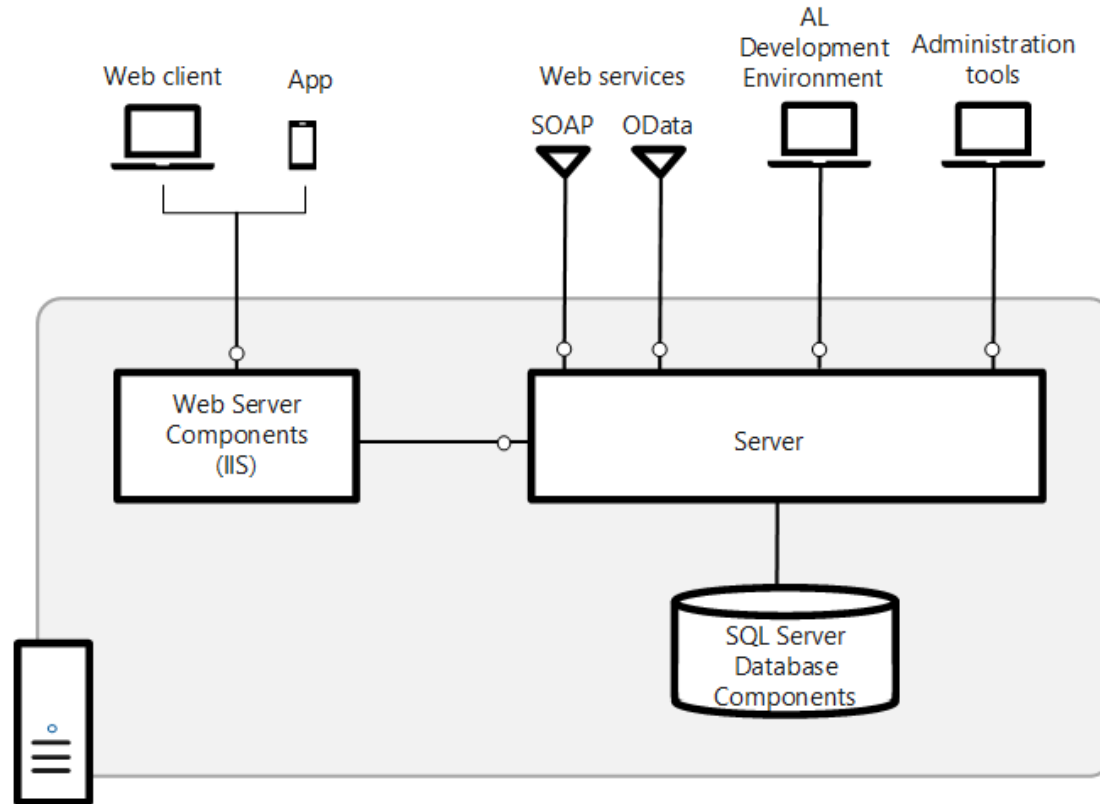 Web client
App
Web services
SOAP
OData
AL
Development
Environment
Administration
tools
Web Server
Components
(IIS)
Server
SQL Server
Database
Components